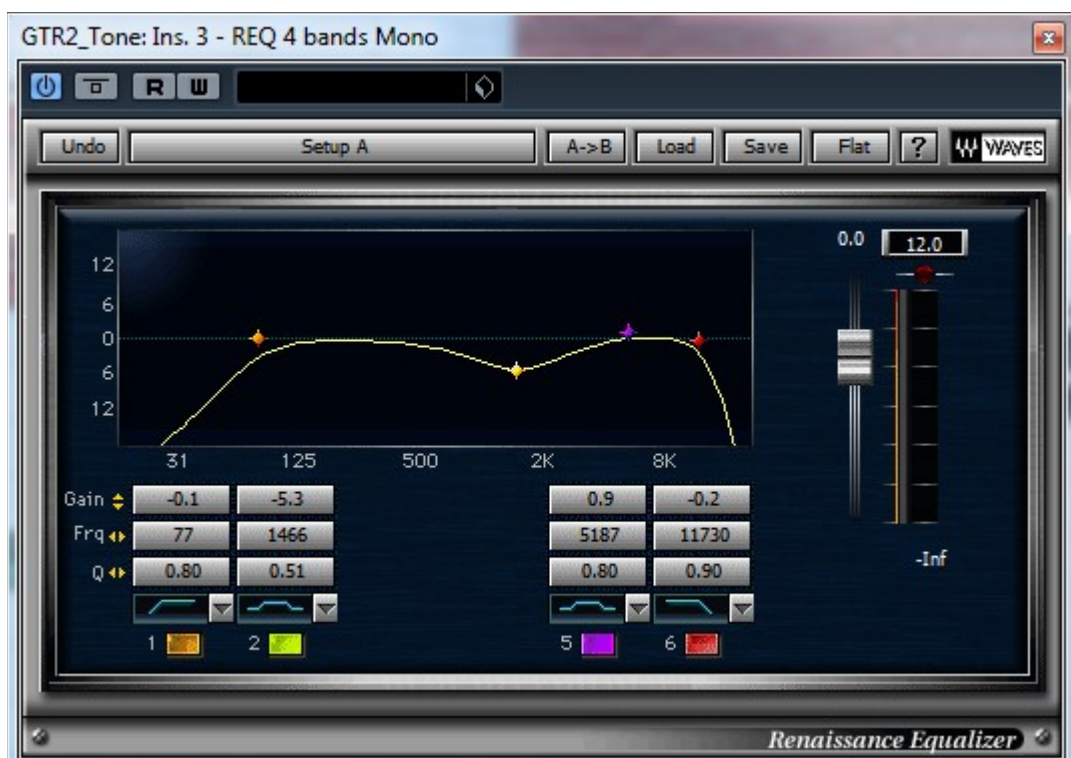 GTR2_Tone: Ins. 3 - REQ 4 bands Mono
R W
Undo Setup A A->B Load Save Flat ? WAVES
0.0 12.0
12
6
0
6
12
31 125 500 2K 8K
Gain -0.1 -5.3 0.9 -0.2
Frq 77 1466 5187 11730
Q 0.80 0.51 0.80 0.90
-Inf
1 2 5 6
Renaissance Equalizer